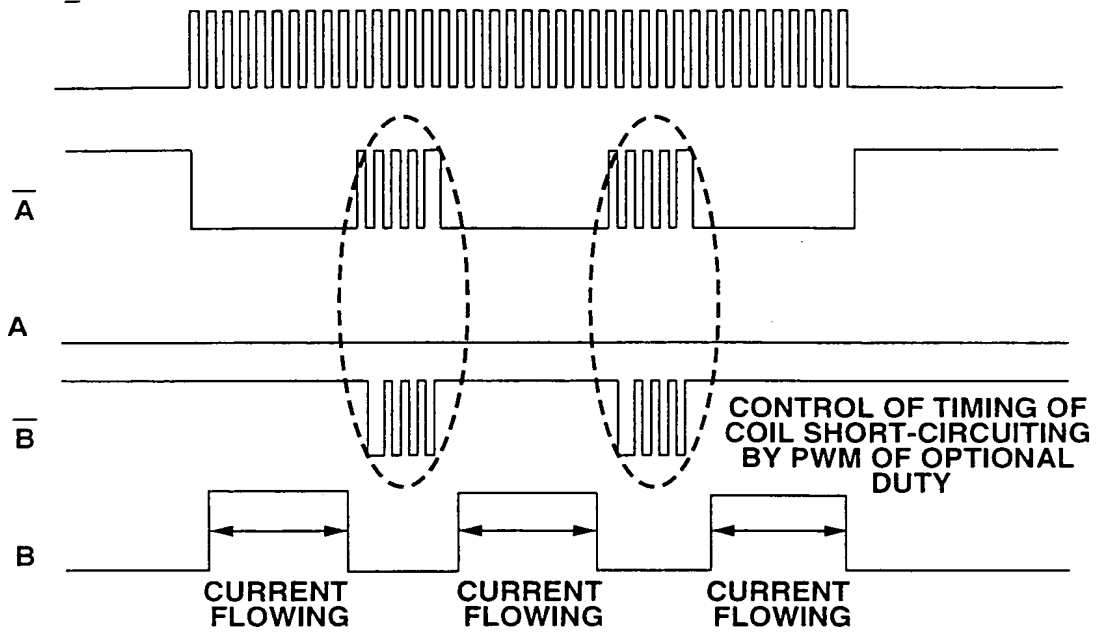 A̅
A
B̅
CONTROL OF TIMING OF
COIL SHORT-CIRCUITING
BY PWM OF OPTIONAL
DUTY
B
CURRENT
FLOWING
CURRENT
FLOWING
CURRENT
FLOWING